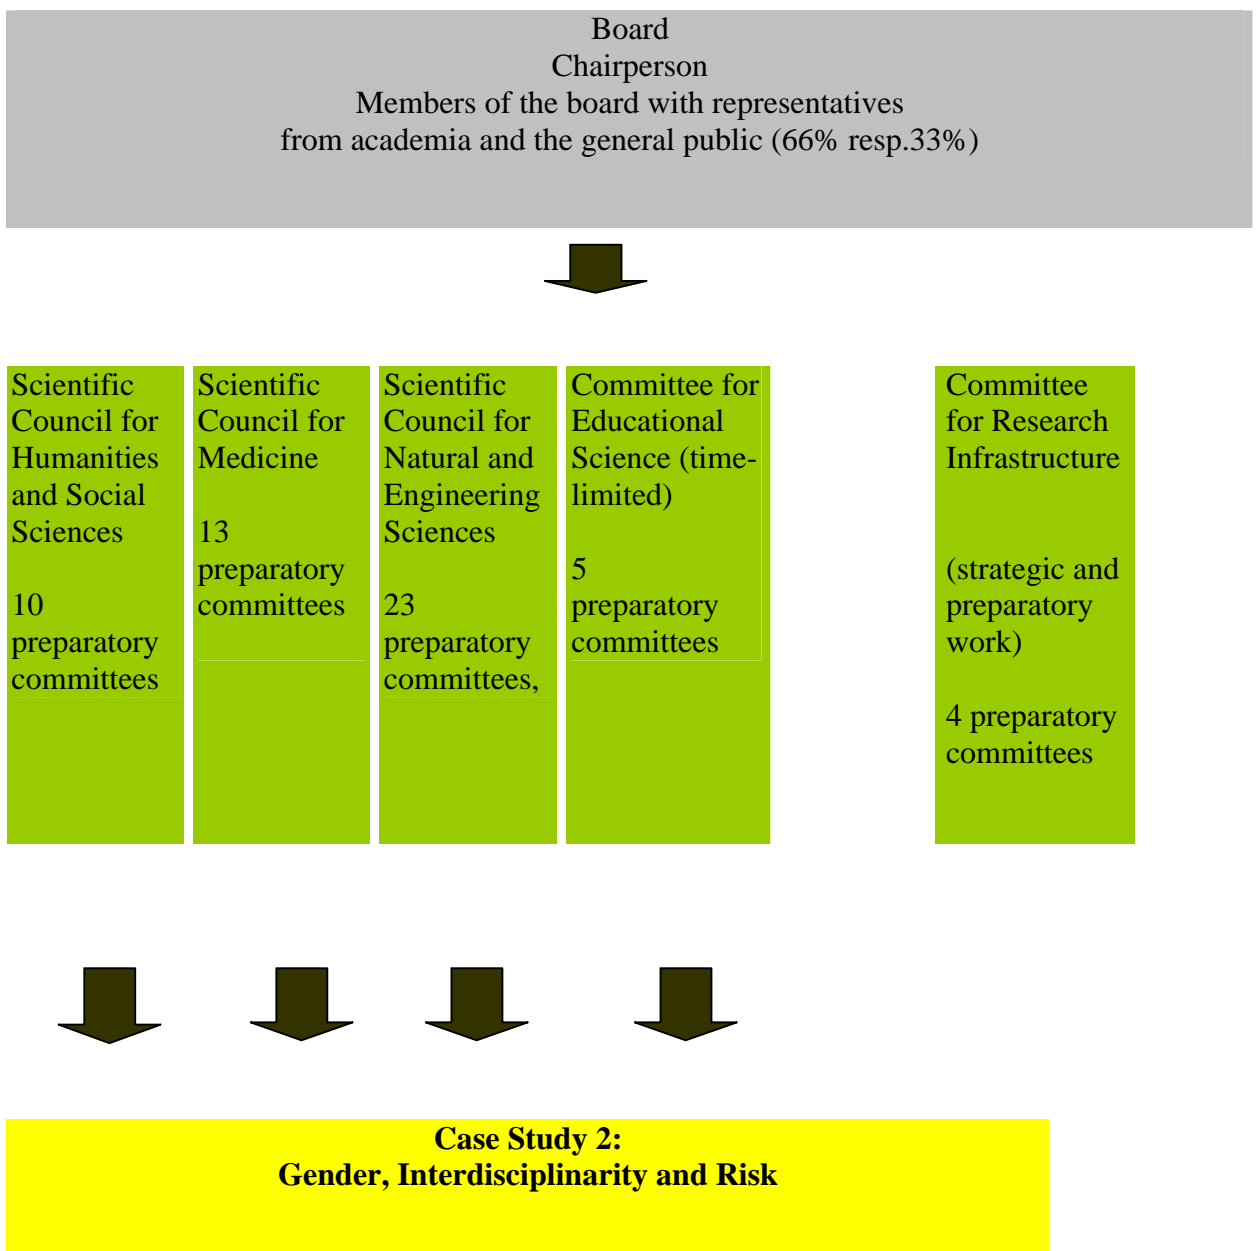 Board
Chairperson
Members of the board with representatives
from academia and the general public (66% resp.33%)
Scientific
Council for
Humanities
and Social
Sciences
10
preparatory
committees
Scientific
Council for
Medicine
13
preparatory
committees
Scientific
Council for
Natural and
Engineering
Sciences
23
preparatory
committees,
Committee for
Educational
Science (time-
limited)
5
preparatory
committees
Committee
for Research
Infrastructure
(strategic and
preparatory
work)
4 preparatory
committees
Case Study 2:
Gender, Interdisciplinarity and Risk